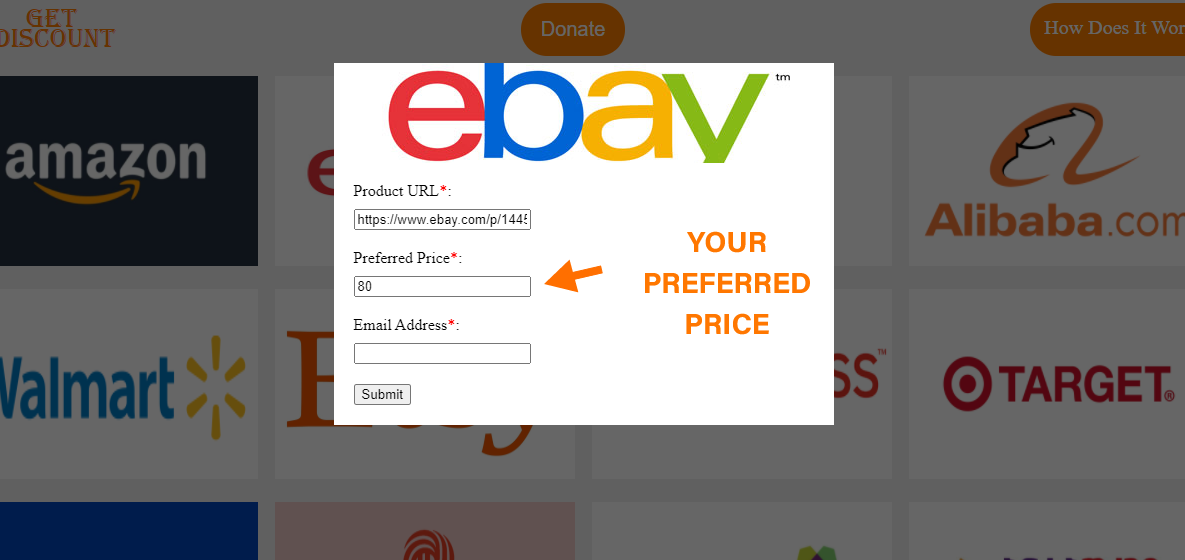 GET
DISCOUNT
Donate
How Does It Wor
ebay
tm
amazon
e
Alibaba.com
Product URL*:
https://www.ebay.com/p/1445
Preferred Price*:
80
YOUR
PREFERRED
PRICE
Email Address*:
Submit
Walmart
E
SS™
TARGET®